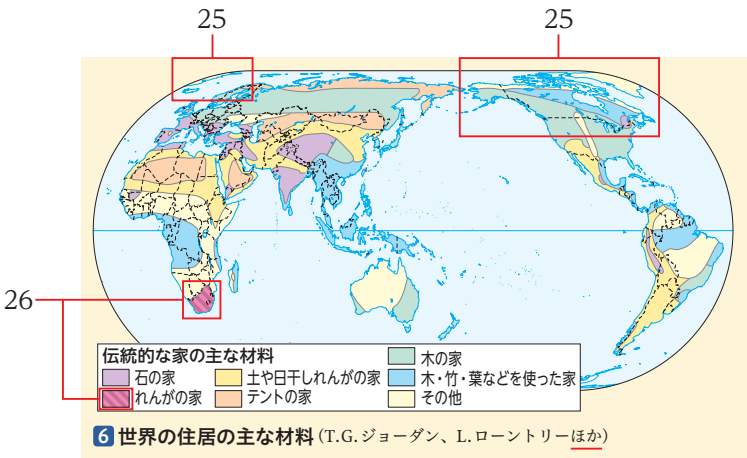 25
25
26
伝統的な家の主な材料
石の家
土や日干しれんがの家
木の家
木・竹・葉などを使った家
れんがの家
テントの家
その他
6 世界の住居の主な材料(T.G.ジョーダン、L.ローントリーほか)